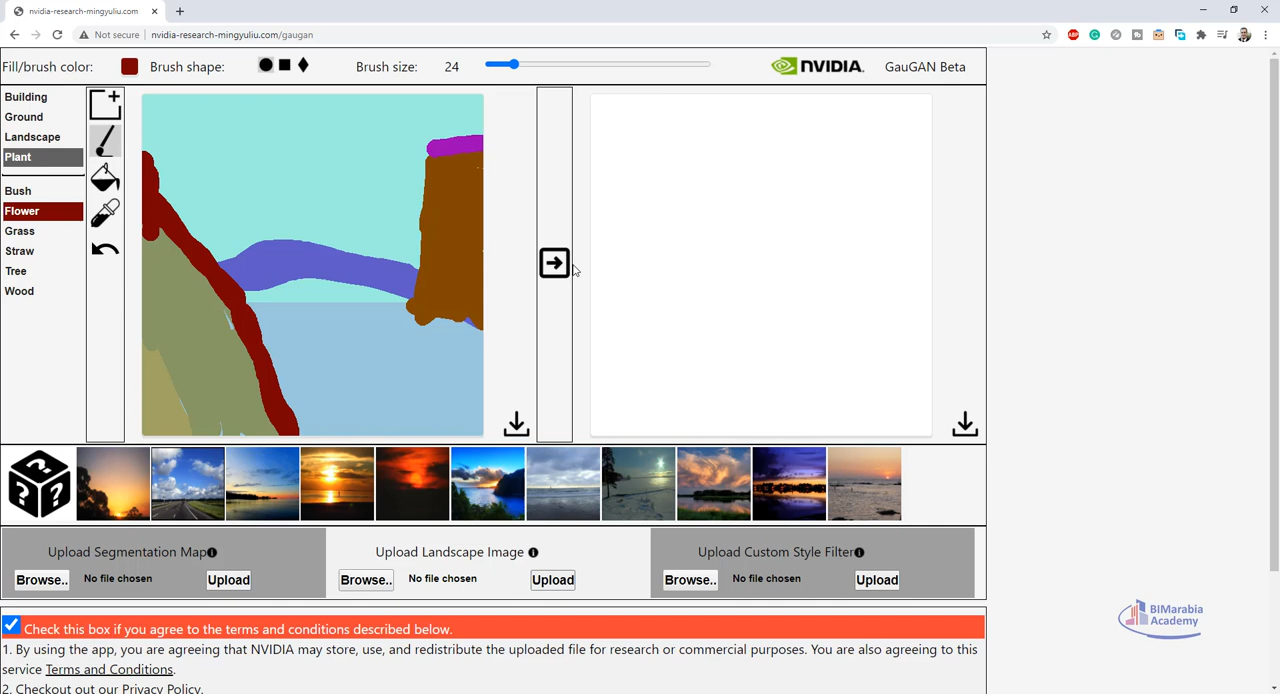 nvidia-research-mingyuliu.com/
Not secure nvidia-research-mingyuliu.com/gaugan
Fill/brush color: Brush shape: Brush size: 24 NVIDIA. GauGAN Beta
Building
Ground
Landscape
Plant
Bush
Flower
Grass
Straw
Tree
Wood
Upload Segmentation Map Upload Landscape Image Upload Custom Style Filter
Browse.. No file chosen Upload Browse.. No file chosen Upload Browse.. No file chosen Upload
BIMarabia
Academy
Check this box if you agree to the terms and conditions described below.
1. By using the app, you are agreeing that NVIDIA may store, use, and redistribute the uploaded file for research or commercial purposes. You are also agreeing to this
service Terms and Conditions.
2. Checkout out our Privacy Policy.